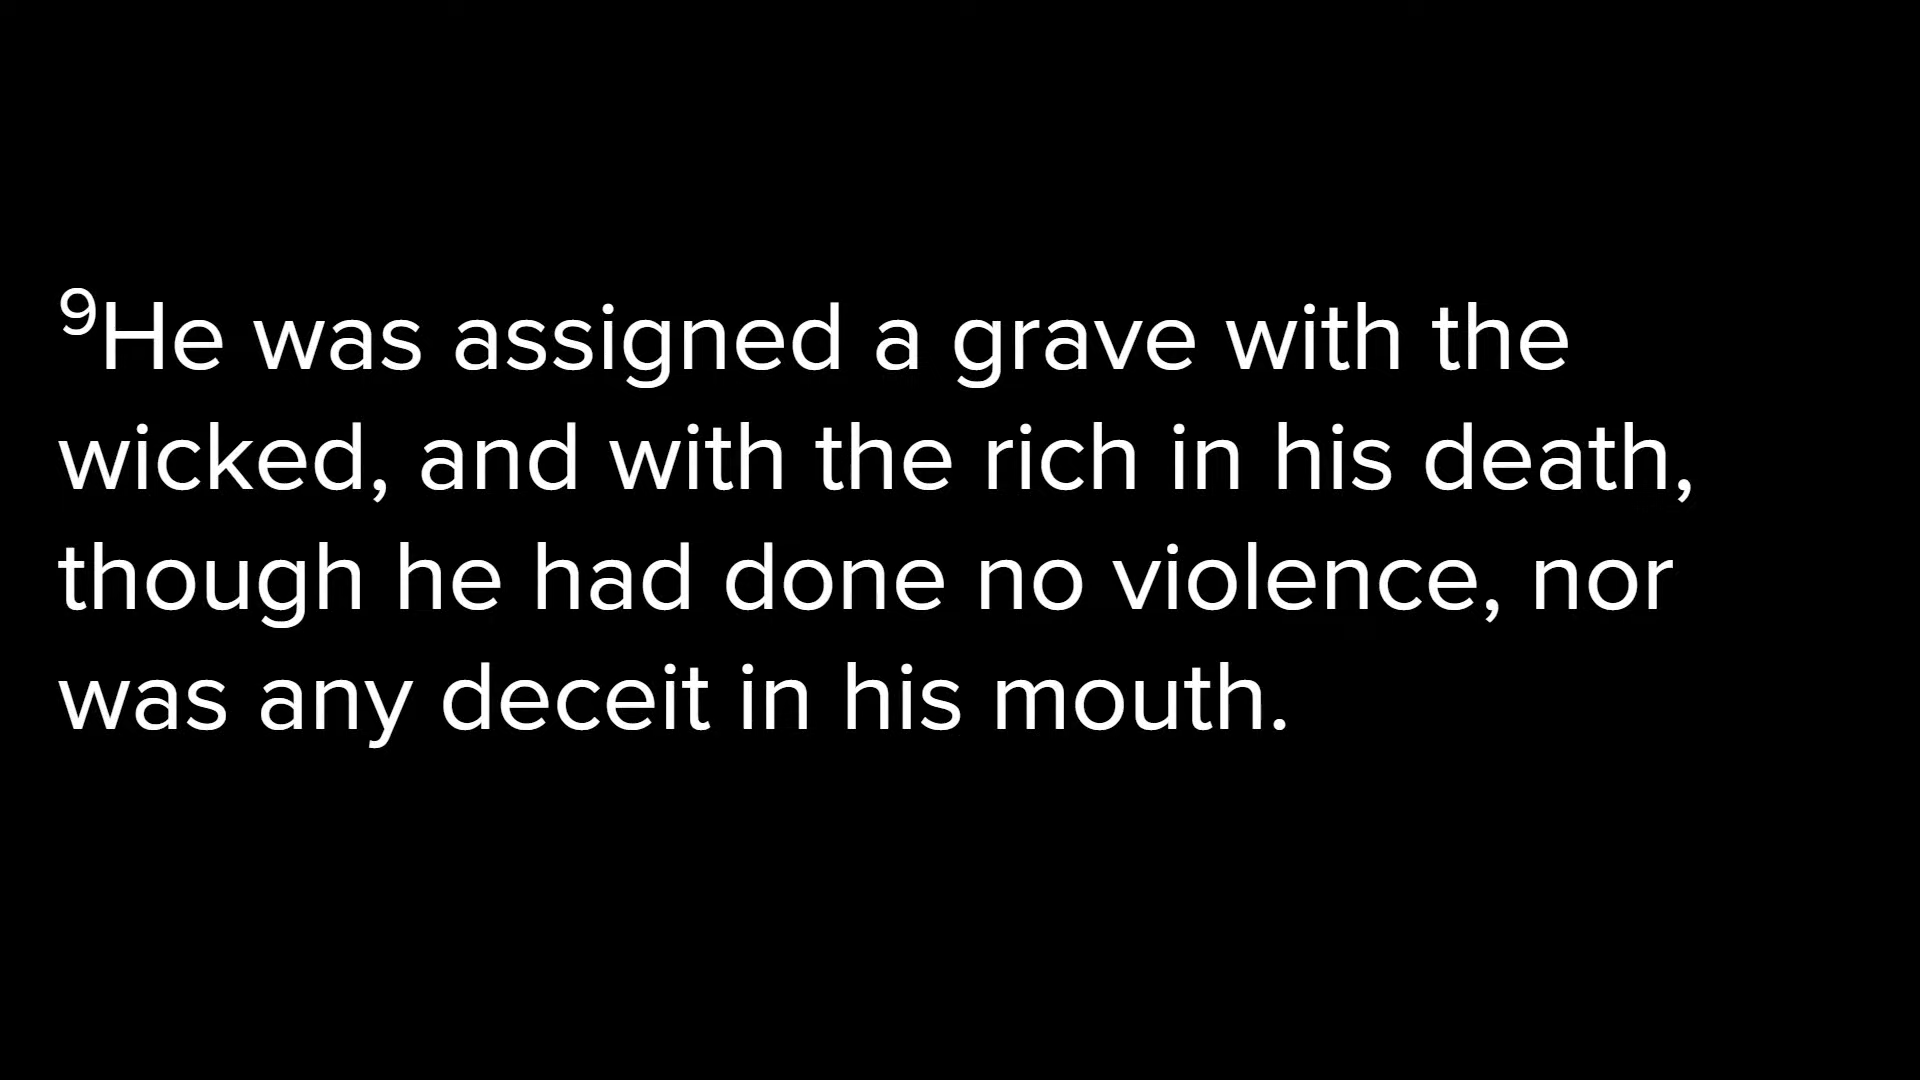 ⁹He was assigned a grave with the
wicked, and with the rich in his death,
though he had done no violence, nor
was any deceit in his mouth.